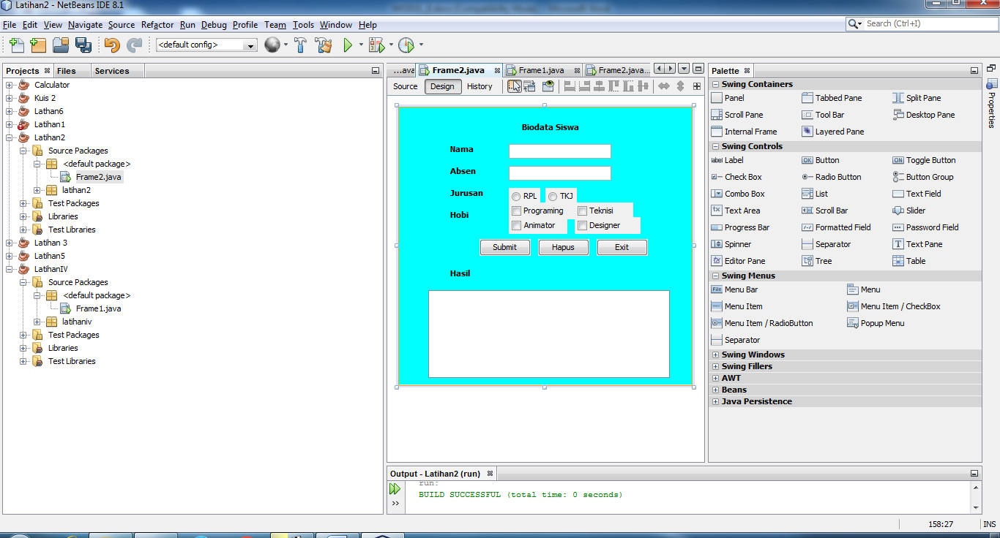 Latihan2 - NetBeans IDE 8.1
File Edit View Navigate Source Refactor Run Debug Profile Team Tools Window Help
Search (Ctrl+I)
<default config>
Projects Files Services
Calculator
Kuis 2
Lathan6
Lathan1
Lathan2
Source Packages
<default package>
Frame2.java
latihan2
Test Packages
Libraries
Test Libraries
Latihan 3
Latihan5
LatihanIV
Source Packages
<default package>
Frame1.java
latihaniv
Test Packages
Libraries
Test Libraries
...ava Frame2.java Frame1.java Frame2.java...
Source Design History
Biodata Siswa
Nama
Absen
Jurusan RPL TKJ
Hobi Programing Teknisi
Animator Designer
Submit Hapus Exit
Hasil
Output - Latihan2 (run)
run:
BUILD SUCCESSFUL (total time: 0 seconds)
>>
Palette
Swing Containers
Panel Tabbed Pane Split Pane
Scroll Pane Tool Bar Desktop Pane
Internal Frame Layered Pane
Swing Controls
label Label OK Button ON Toggle Button
Check Box Radio Button Button Group
Combo Box List Text Field
tx Text Area Scroll Bar Slider
Progress Bar Formatted Field Password Field
Spinner Separator T Text Pane
Editor Pane Tree Table
Swing Menus
File Menu Bar Menu
Menu Item Menu Item / CheckBox
Menu Item / RadioButton Popup Menu
Separator
Swing Windows
Swing Fillers
AWT
Beans
Java Persistence
Properties
158:27 INS